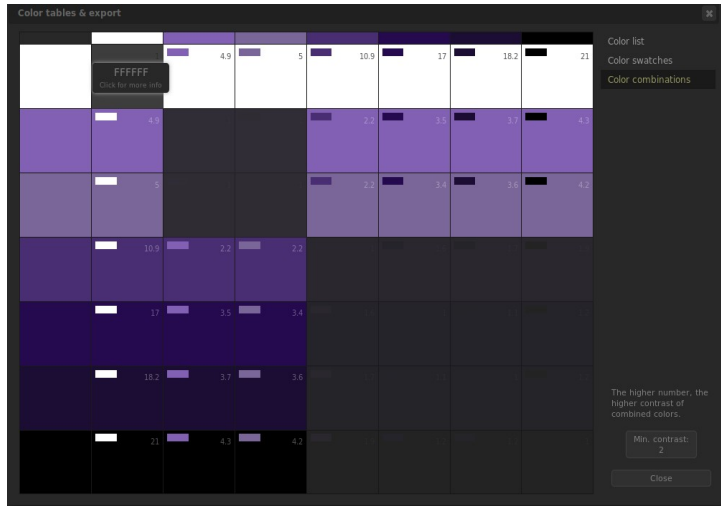 Color tables & export
Color list
Color swatches
Color combinations
4.9 5 10.9 17 18.2 21
FFFFFF
Click for more info
4.9 2.2 3.5 3.7 4.3
5 2.2 3.4 3.6 4.2
10.9 2.2 2.2
17 3.5 3.4
18.2 3.7 3.6
21 4.3 4.2
The higher number, the
higher contrast of
combined colors.
Min. contrast:
2
Close